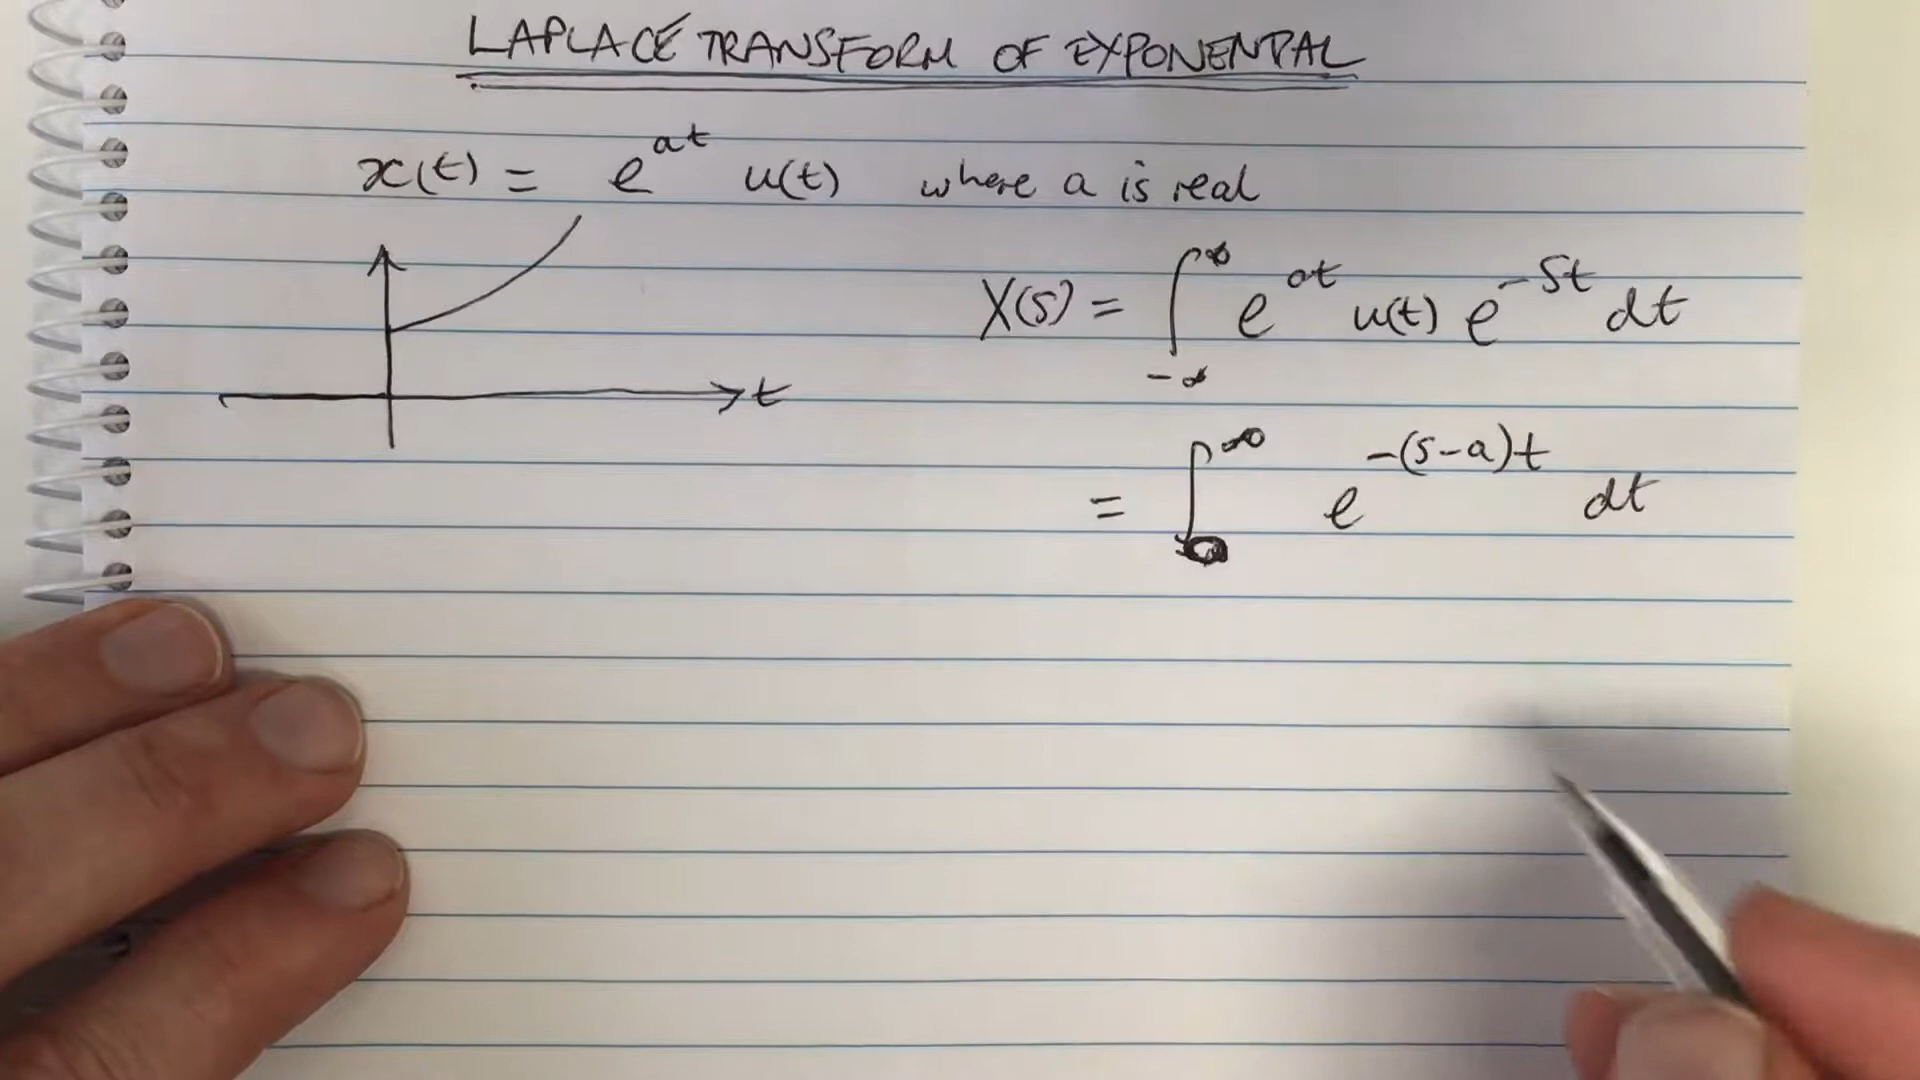 LAPLACE TRANSFORM OF EXPONENTIAL
x(t) = e^{at} u(t) where a is real
X(s) = ∫_{-∞}^{∞} e^{at} u(t) e^{-st} dt
t
= ∫_{0}^{∞} e^{-(s-a)t} dt